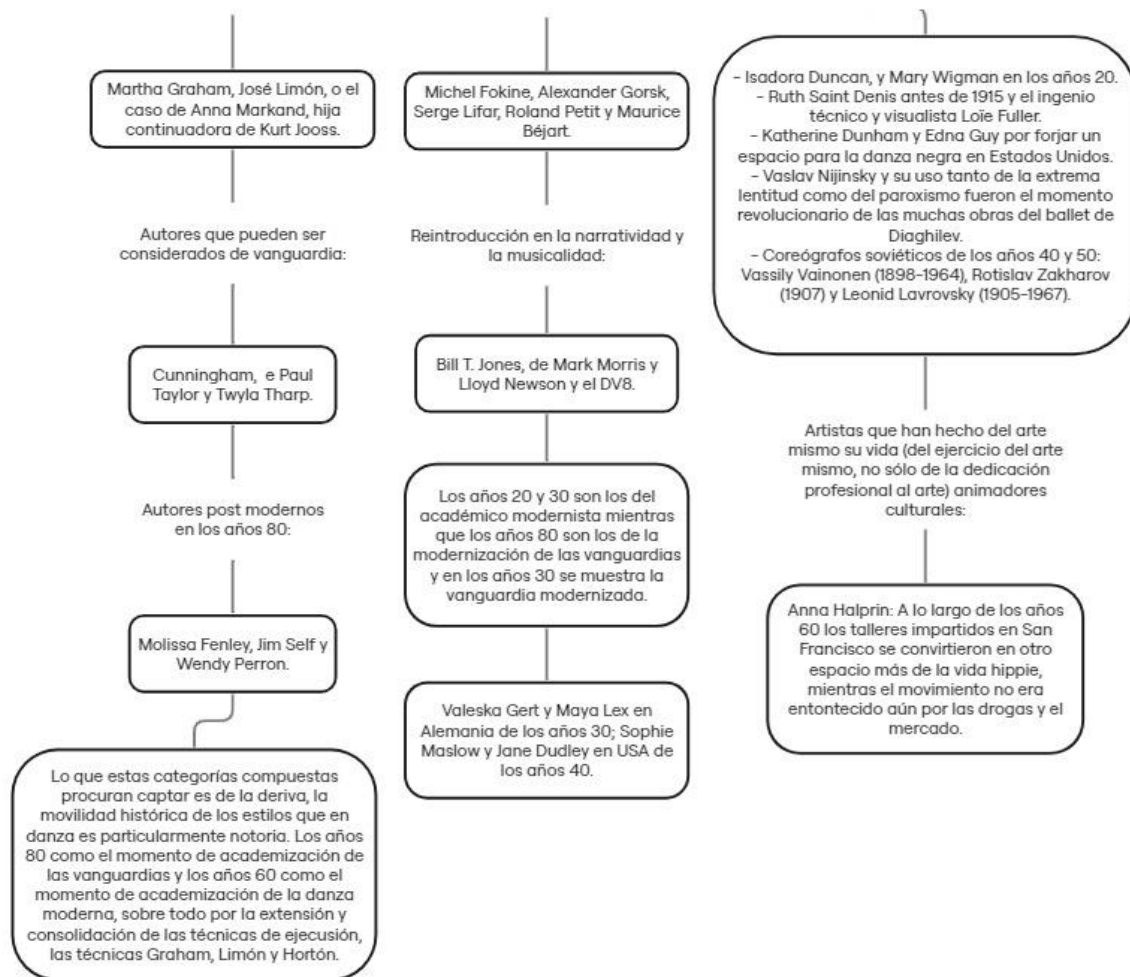 Martha Graham, José Limón, o el
caso de Anna Markand, hija
continuadora de Kurt Jooss.
Autores que pueden ser
considerados de vanguardia:
Cunningham,  e Paul
Taylor y Twyla Tharp.
Autores post modernos
en los años 80:
Molissa Fenley, Jim Self y
Wendy Perron.
Lo que estas categorías compuestas
procuran captar es de la deriva, la
movilidad histórica de los estilos que en
danza es particularmente notoria. Los años
80 como el momento de academización de
las vanguardias y los años 60 como el
momento de academización de la danza
moderna, sobre todo por la extensión y
consolidación de las técnicas de ejecusión,
las técnicas Graham, Limón y Hortón.
Michel Fokine, Alexander Gorsk,
Serge Lifar, Roland Petit y Maurice
Béjart.
Reintroducción en la narratividad y
la musicalidad:
Bill T. Jones, de Mark Morris y
Lloyd Newson y el DV8.
Los años 20 y 30 son los del
académico modernista mientras
que los años 80 son los de la
modernización de las vanguardias
y en los años 30 se muestra la
vanguardia modernizada.
Valeska Gert y Maya Lex en
Alemania de los años 30; Sophie
Maslow y Jane Dudley en USA de
los años 40.
- Isadora Duncan, y Mary Wigman en los años 20.
- Ruth Saint Denis antes de 1915 y el ingenio
técnico y visualista Loïe Fuller.
- Katherine Dunham y Edna Guy por forjar un
espacio para la danza negra en Estados Unidos.
- Vaslav Nijinsky y su uso tanto de la extrema
lentitud como del paroxismo fueron el momento
revolucionario de las muchas obras del ballet de
Diaghilev.
- Coreógrafos soviéticos de los años 40 y 50:
Vassily Vainonen (1898-1964), Rotislav Zakharov
(1907) y Leonid Lavrovsky (1905-1967).
Artistas que han hecho del arte
mismo su vida (del ejercicio del arte
mismo, no sólo de la dedicación
profesional al arte) animadores
culturales:
Anna Halprin: A lo largo de los años
60 los talleres impartidos en San
Francisco se convirtieron en otro
espacio más de la vida hippie,
mientras el movimiento no era
entontecido aún por las drogas y el
mercado.